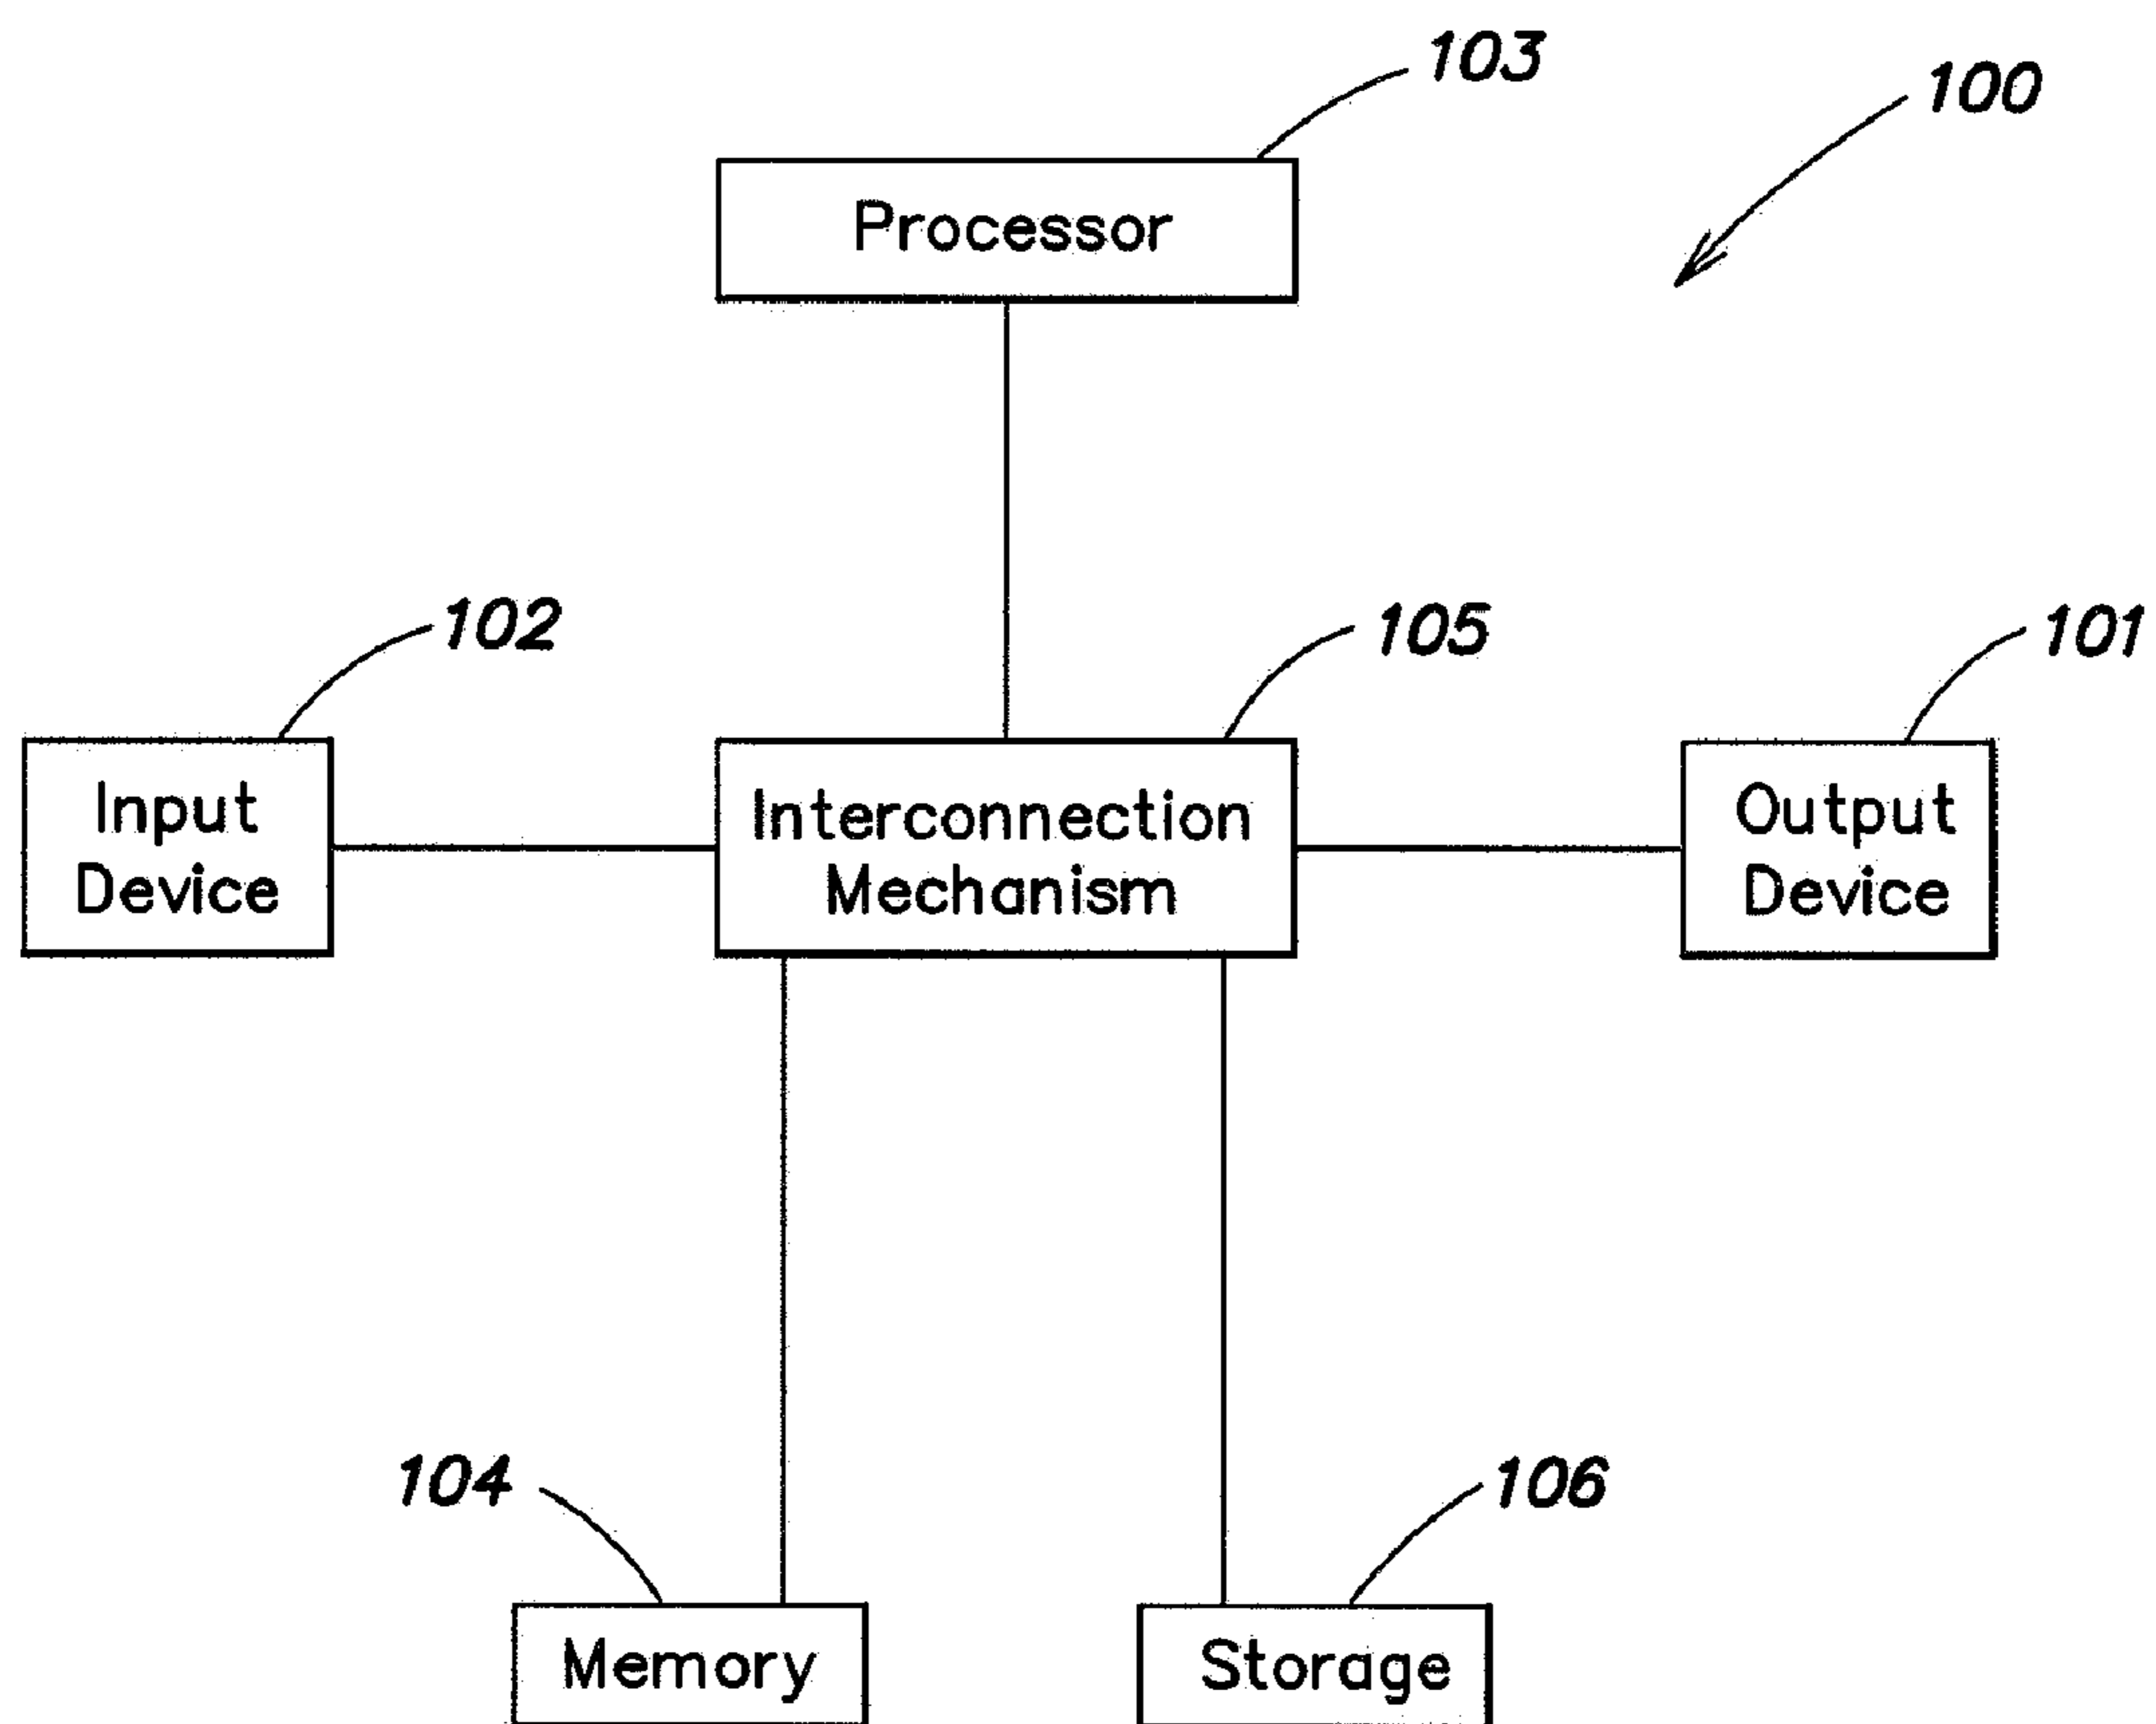 103
100
Processor
102
105
101
Input
Device
Interconnection
Mechanism
Output
Device
104
106
Memory
Storage